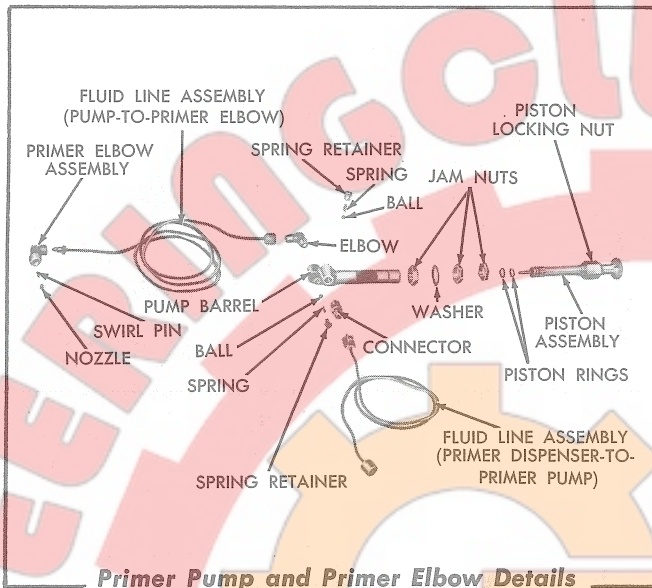 FLUID LINE ASSEMBLY
(PUMP-TO-PRIMER ELBOW)
PISTON
LOCKING NUT
PRIMER ELBOW
ASSEMBLY
SPRING RETAINER
SPRING
JAM NUTS
BALL
ELBOW
PUMP BARREL
WASHER
SWIRL PIN
NOZZLE
BALL
CONNECTOR
PISTON
ASSEMBLY
SPRING
PISTON RINGS
FLUID LINE ASSEMBLY
(PRIMER DISPENSER-TO-
PRIMER PUMP)
SPRING RETAINER
Primer Pump and Primer Elbow Details